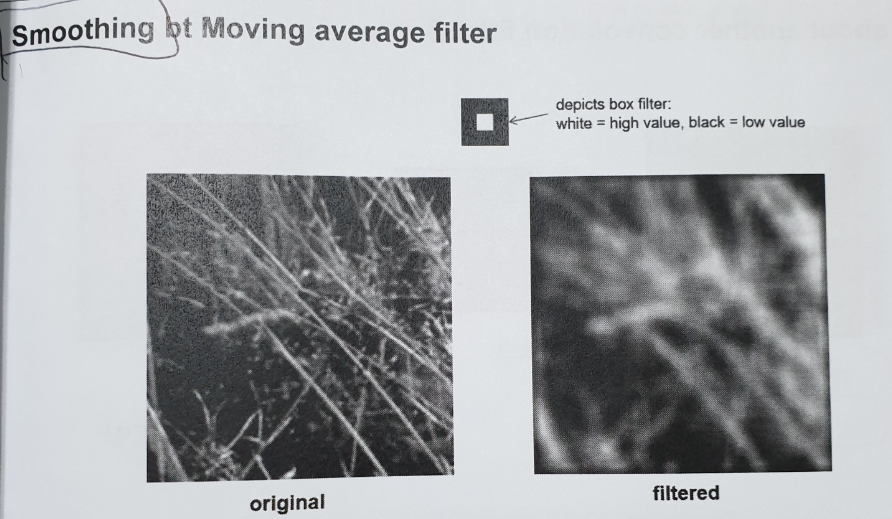 Smoothing bt Moving average filter
depicts box filter:
white = high value, black = low value
original
filtered